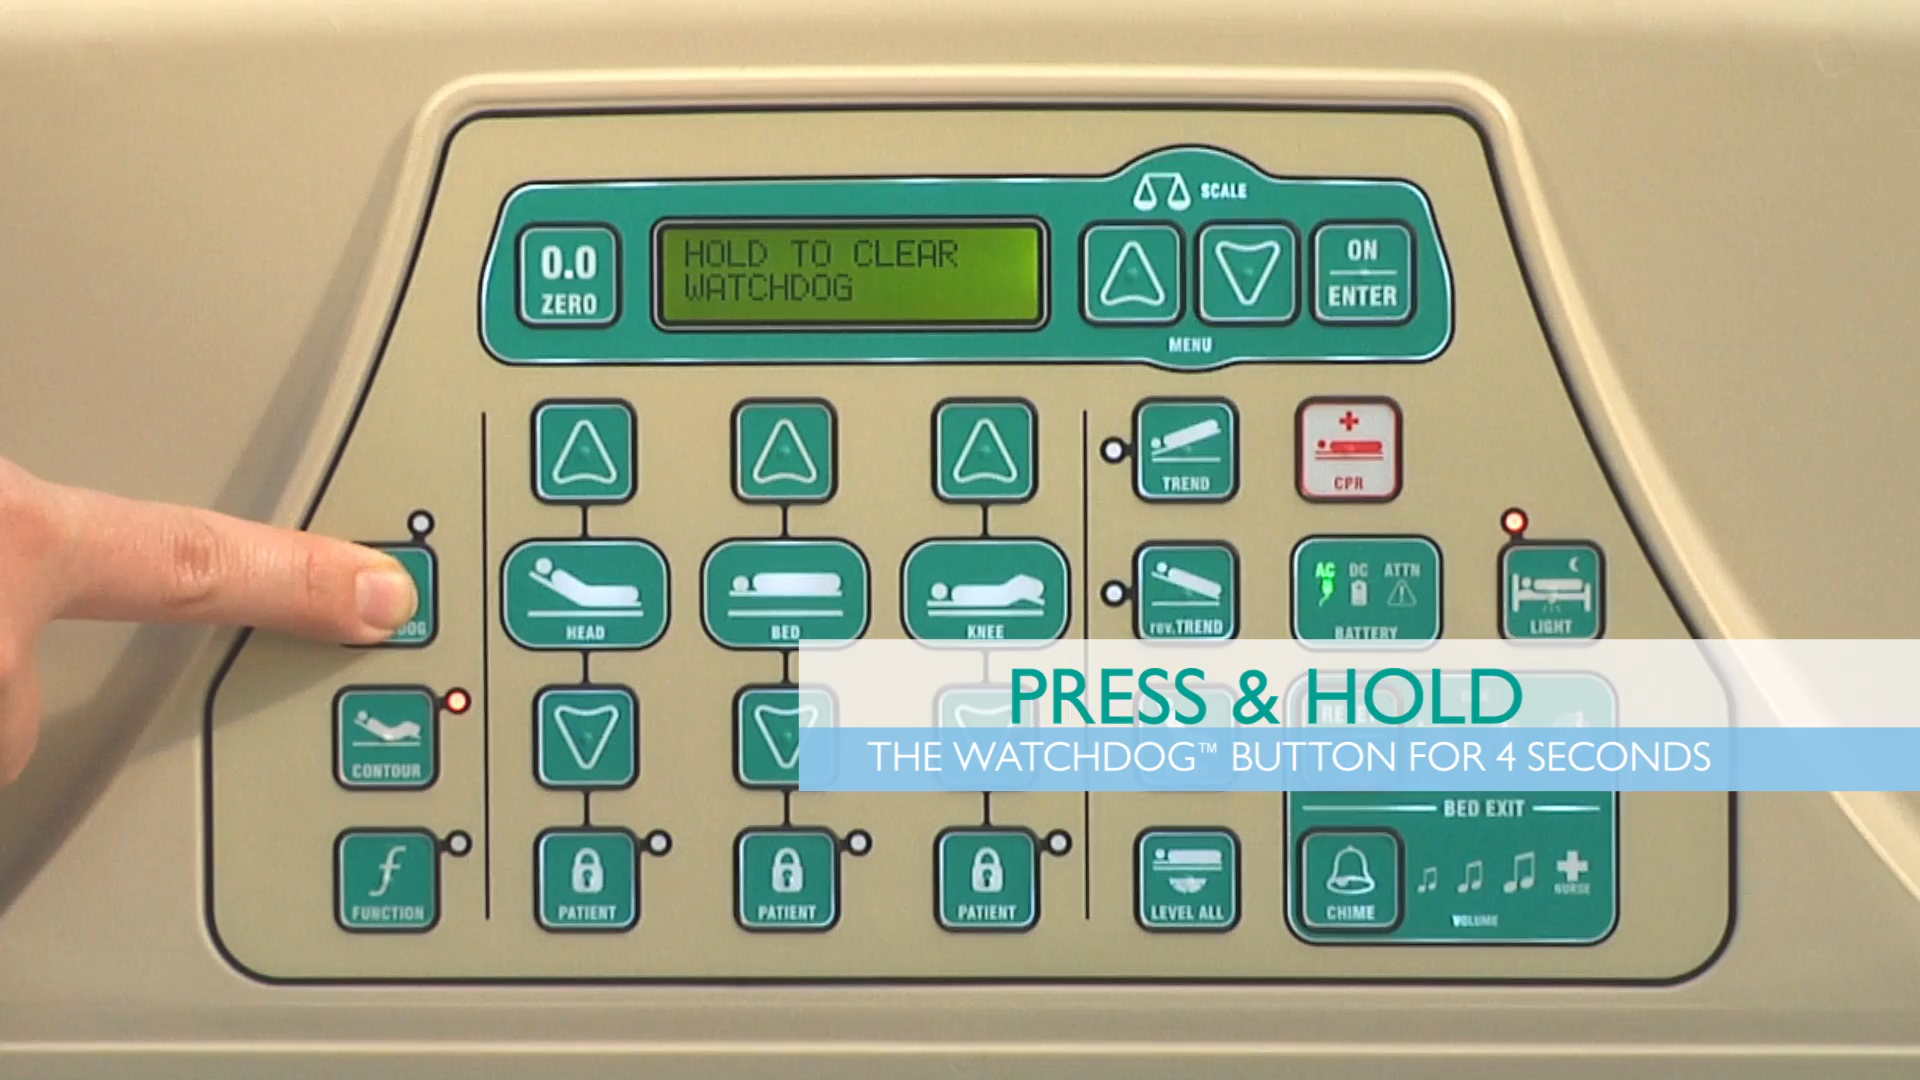 SCALE
0.0
ZERO
HOLD TO CLEAR
WATCHDOG
ON
ENTER
MENU
TREND
CPR
HEAD
BED
KNEE
rev.TREND
AC DC ATTN
BATTERY
LIGHT
PRESS & HOLD
THE WATCHDOG™ BUTTON FOR 4 SECONDS
CONTOUR
BED EXIT
FUNCTION
PATIENT
PATIENT
PATIENT
LEVEL ALL
CHIME
NURSE
VOLUME